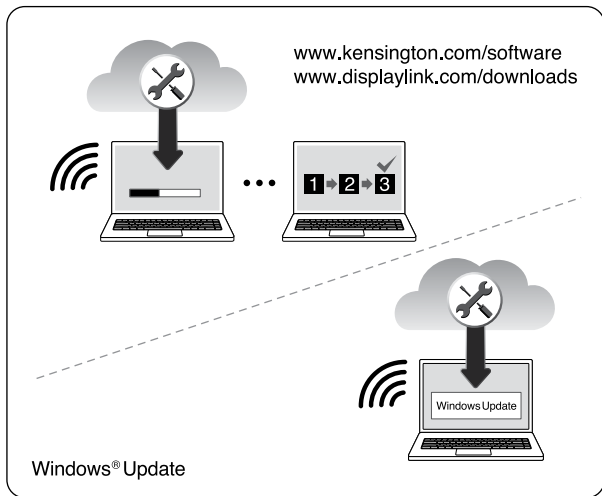 www.kensington.com/software
www.displaylink.com/downloads
1 2 3
Windows Update
Windows® Update